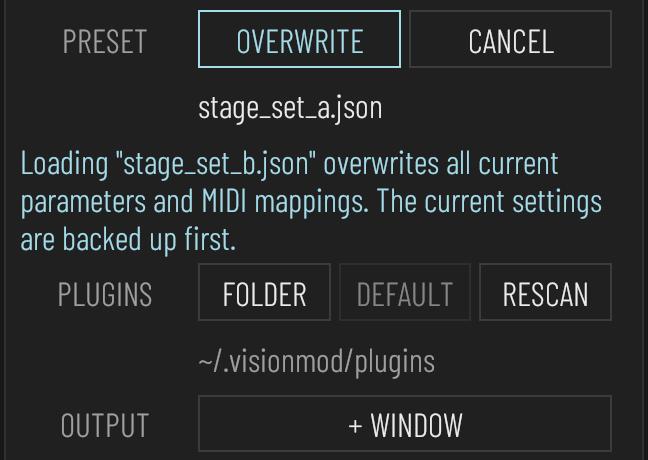 PRESET OVERWRITE CANCEL
stage_set_a.json
Loading "stage_set_b.json" overwrites all current
parameters and MIDI mappings. The current settings
are backed up first.
PLUGINS FOLDER DEFAULT RESCAN
~/.visionmod/plugins
OUTPUT + WINDOW